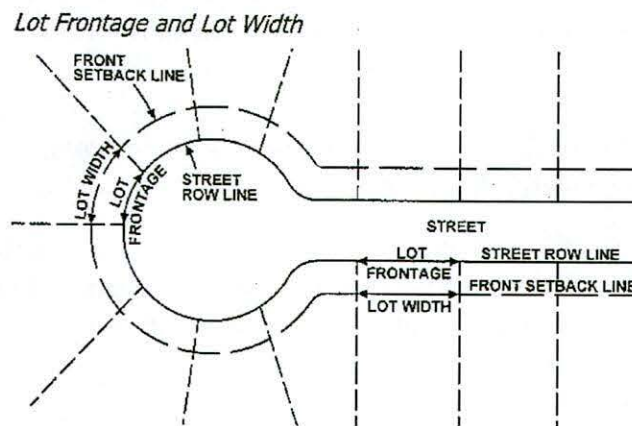 Lot Frontage and Lot Width
FRONT
SETBACK LINE
LOT WIDTH
LOT
FRONTAGE
STREET
ROW LINE
STREET
LOT
FRONTAGE
STREET ROW LINE
FRONT SETBACK LINE
LOT WIDTH